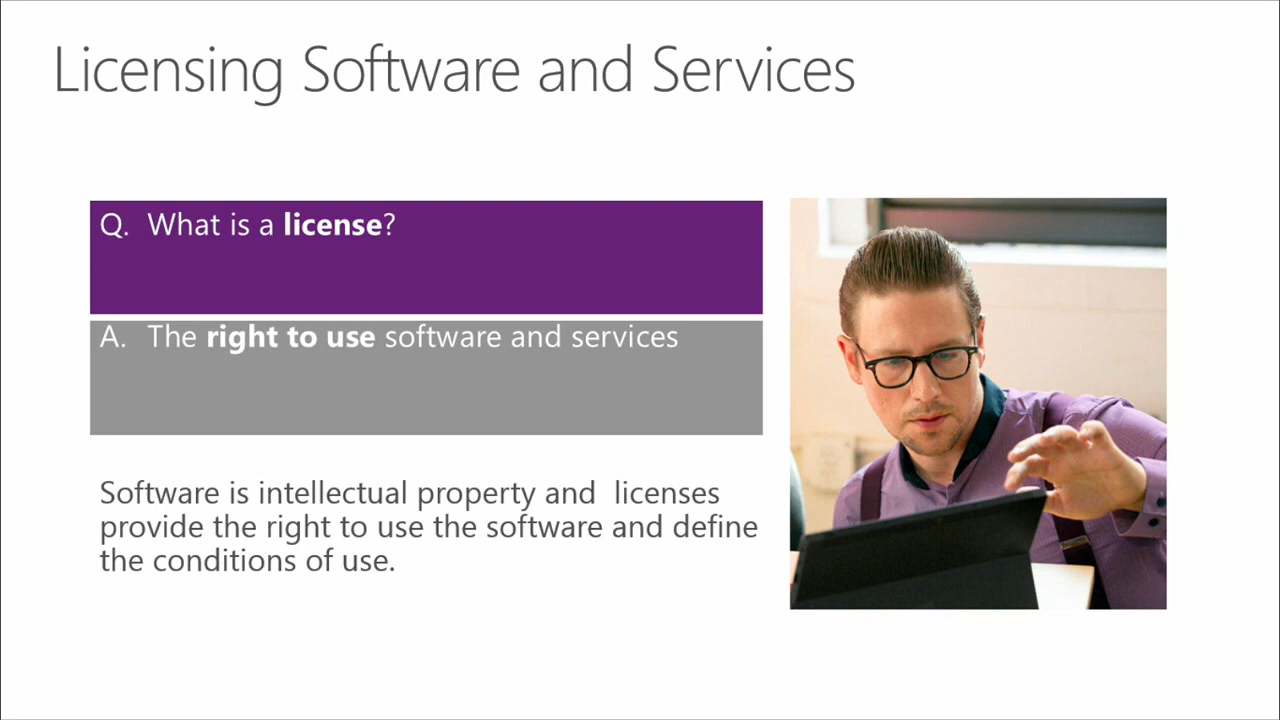 Licensing Software and Services
Q. What is a license?
A. The right to use software and services
Software is intellectual property and licenses
provide the right to use the software and define
the conditions of use.